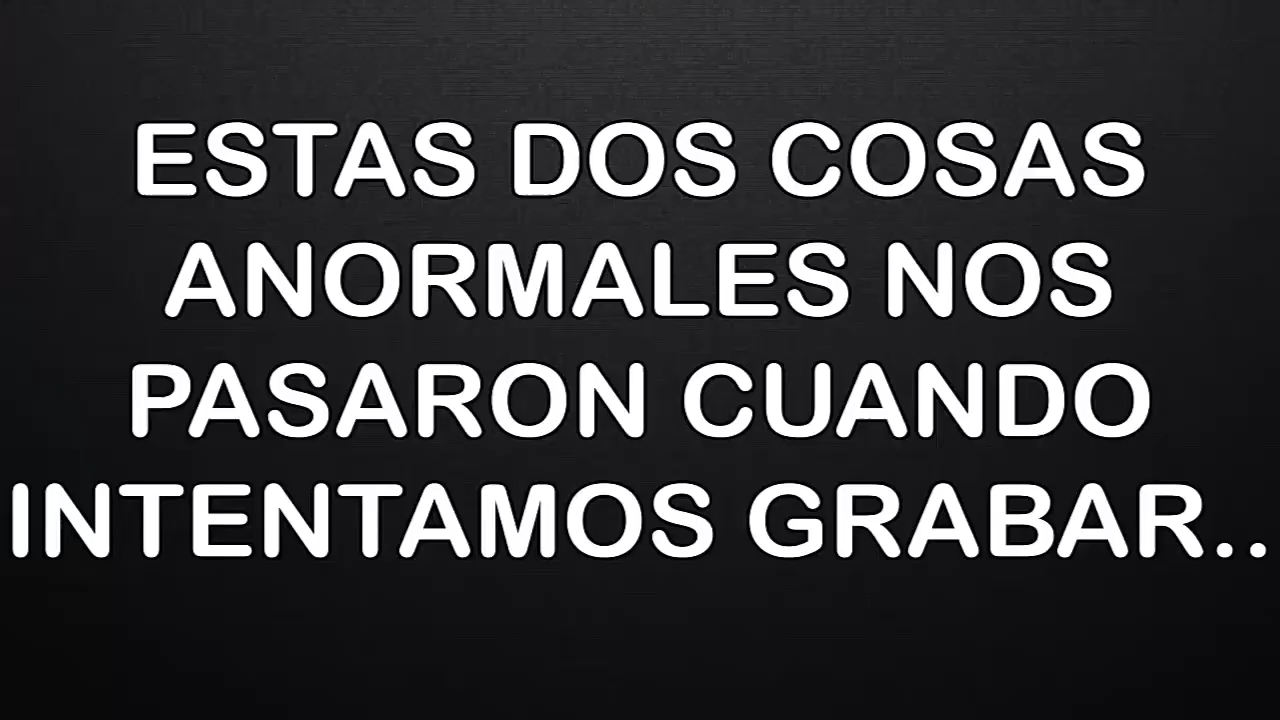 ESTAS DOS COSAS
ANORMALES NOS
PASARON CUANDO
INTENTAMOS GRABAR..